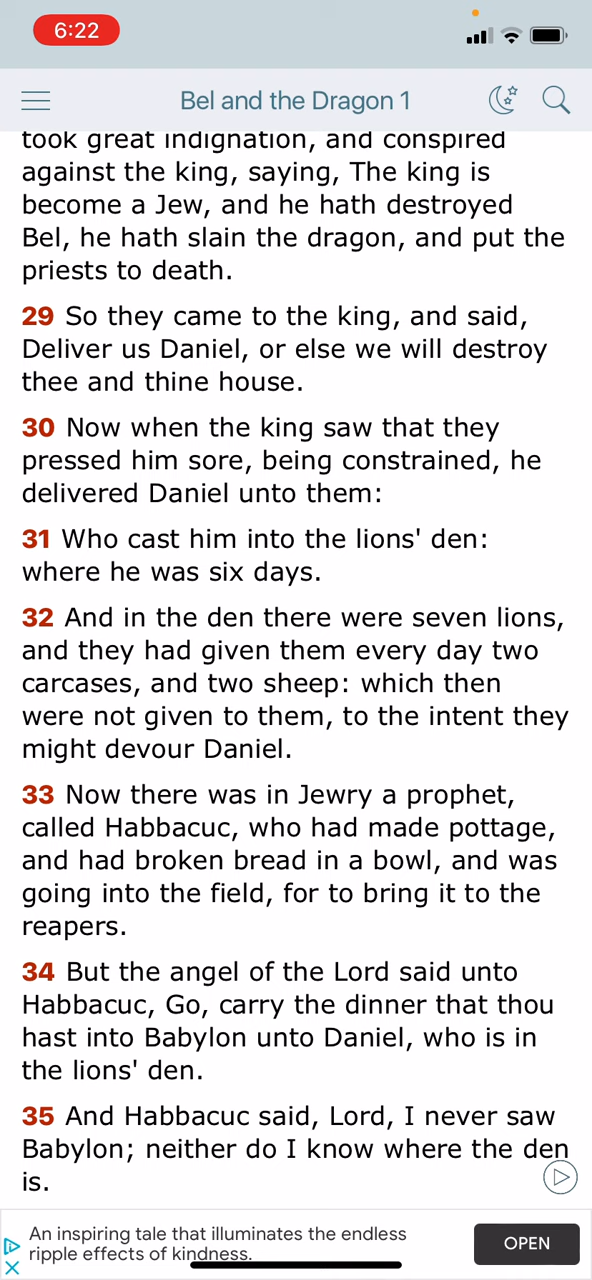 6:22
Bel and the Dragon 1
took great indignation, and conspired
against the king, saying, The king is
become a Jew, and he hath destroyed
Bel, he hath slain the dragon, and put the
priests to death.
29 So they came to the king, and said,
Deliver us Daniel, or else we will destroy
thee and thine house.
30 Now when the king saw that they
pressed him sore, being constrained, he
delivered Daniel unto them:
31 Who cast him into the lions' den:
where he was six days.
32 And in the den there were seven lions,
and they had given them every day two
carcases, and two sheep: which then
were not given to them, to the intent they
might devour Daniel.
33 Now there was in Jewry a prophet,
called Habbacuc, who had made pottage,
and had broken bread in a bowl, and was
going into the field, for to bring it to the
reapers.
34 But the angel of the Lord said unto
Habbacuc, Go, carry the dinner that thou
hast into Babylon unto Daniel, who is in
the lions' den.
35 And Habbacuc said, Lord, I never saw
Babylon; neither do I know where the den
is.
An inspiring tale that illuminates the endless
ripple effects of kindness.
OPEN